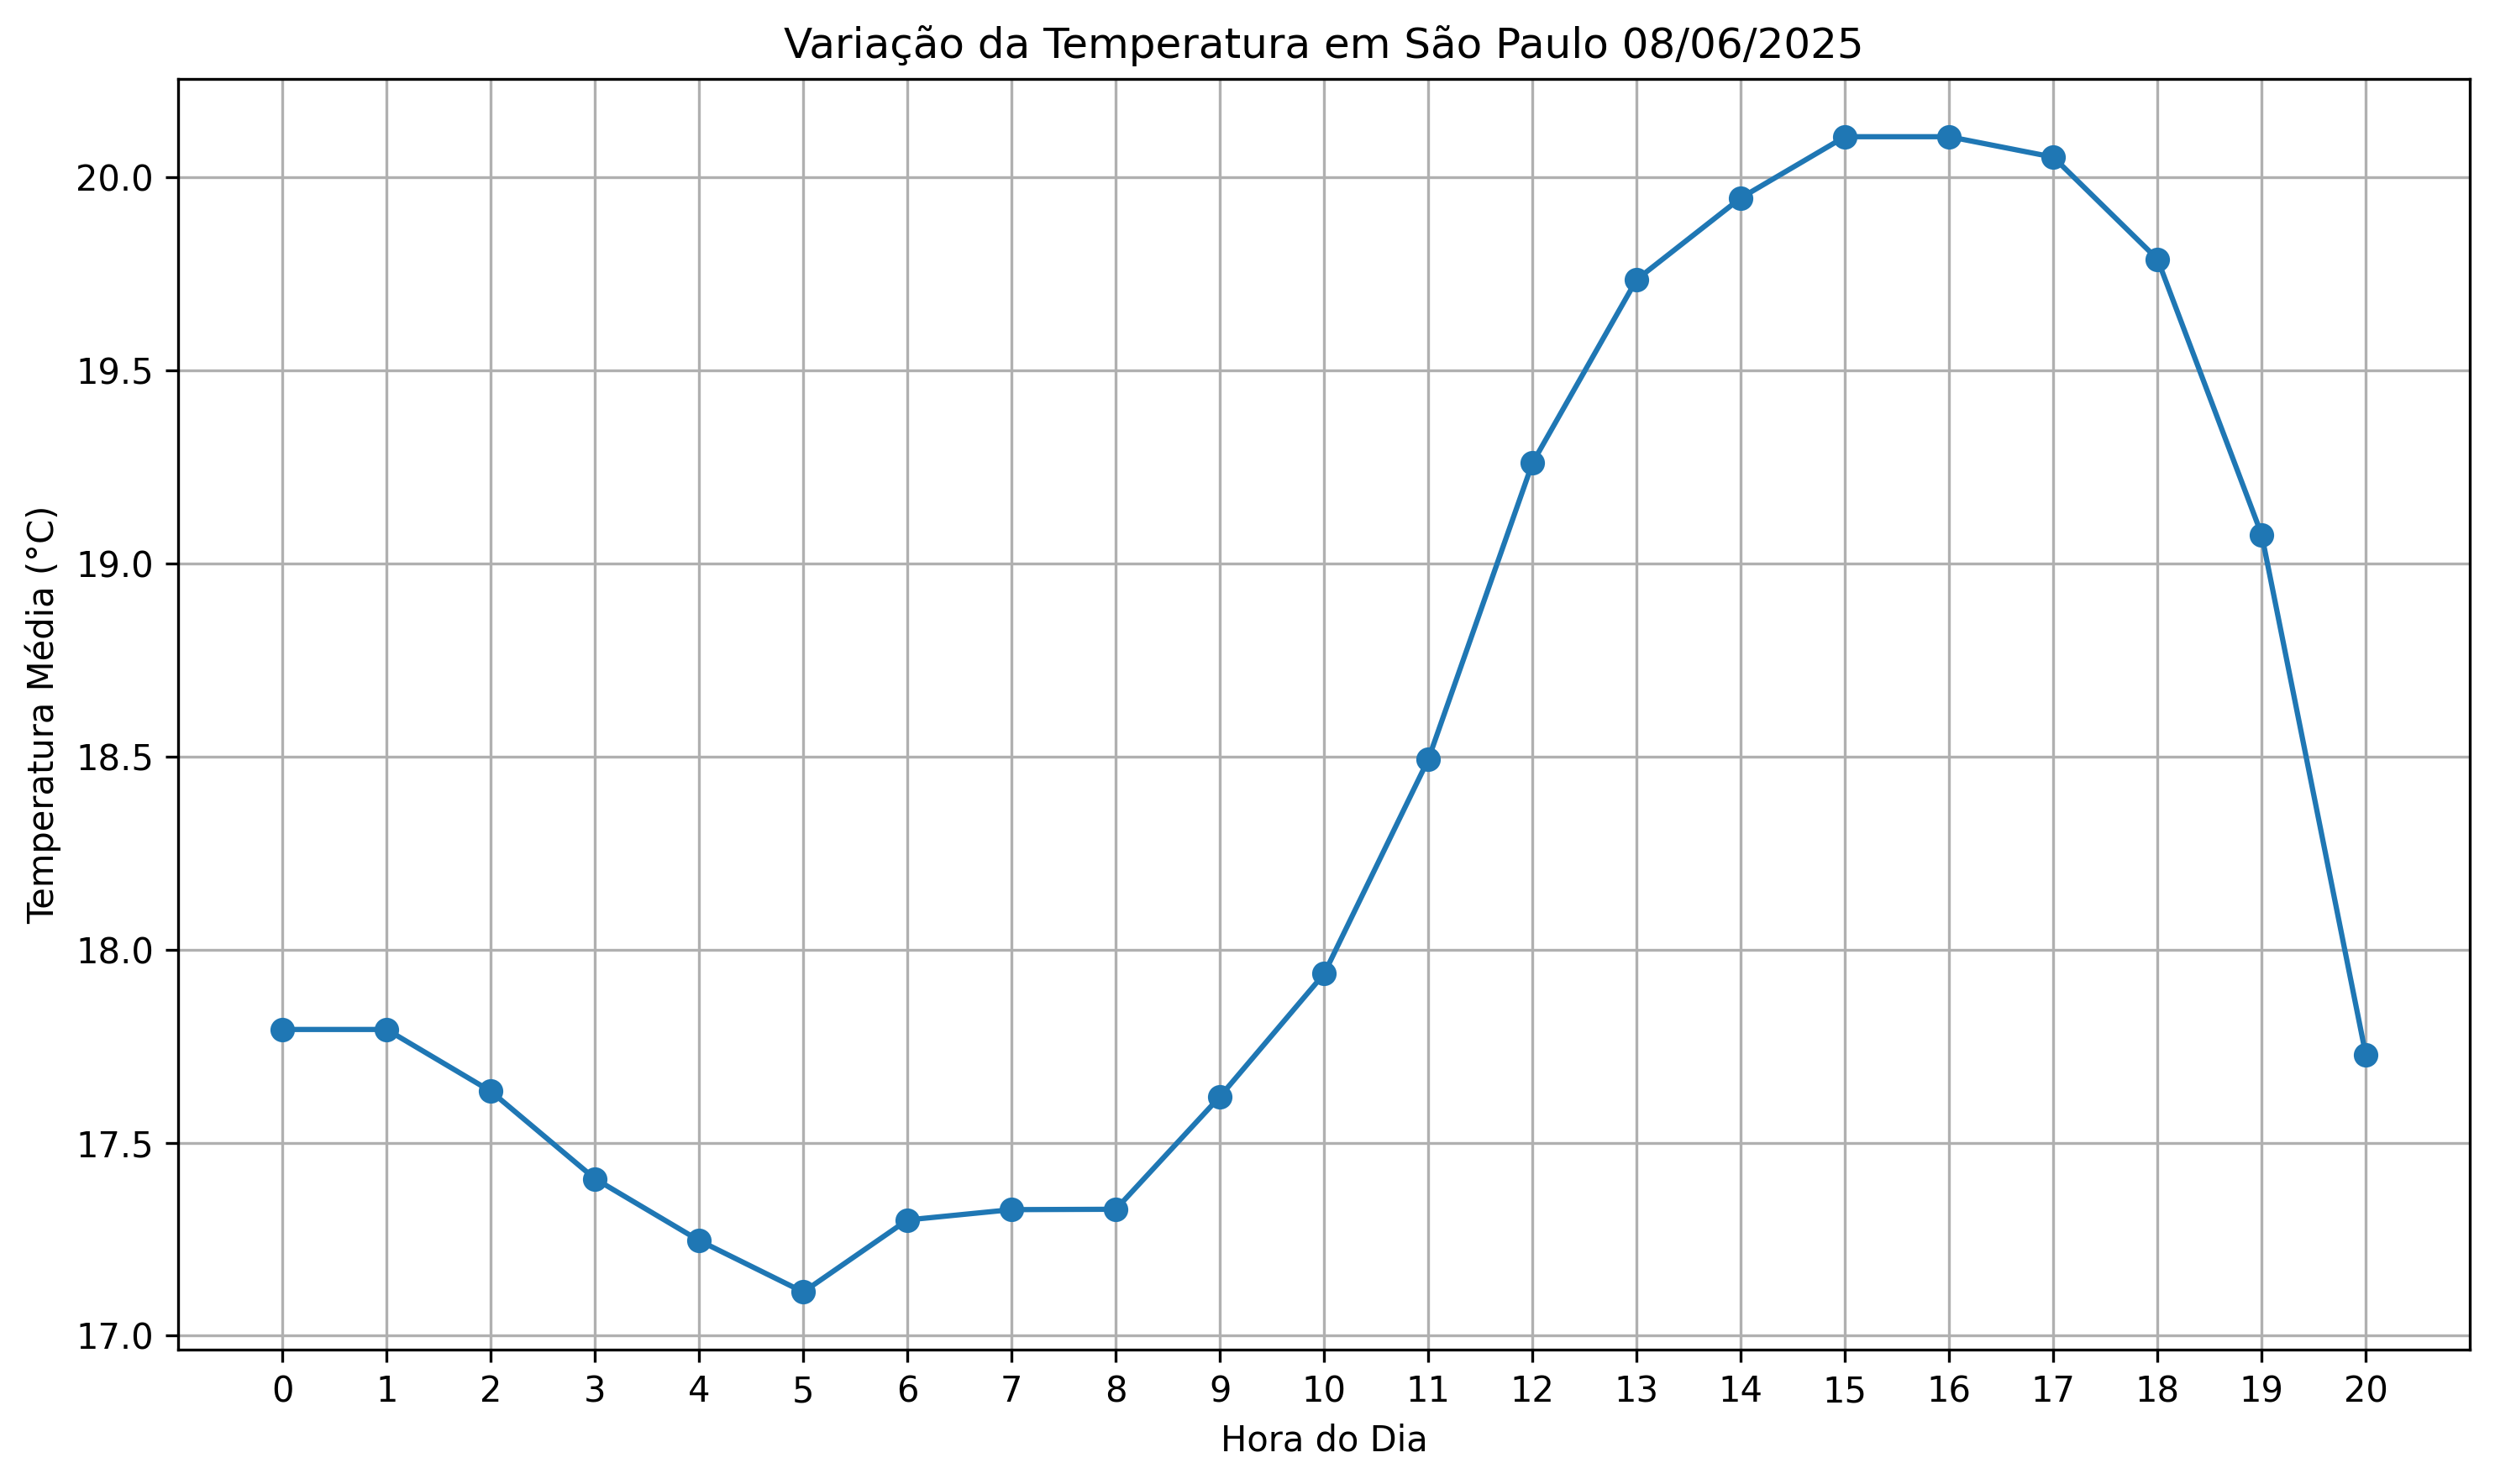 Variação da Temperatura em São Paulo 08/06/2025
Temperatura Média (°C)
20.0
19.5
19.0
18.5
18.0
17.5
17.0
0 1 2 3 4 5 6 7 8 9 10 11 12 13 14 15 16 17 18 19 20
Hora do Dia